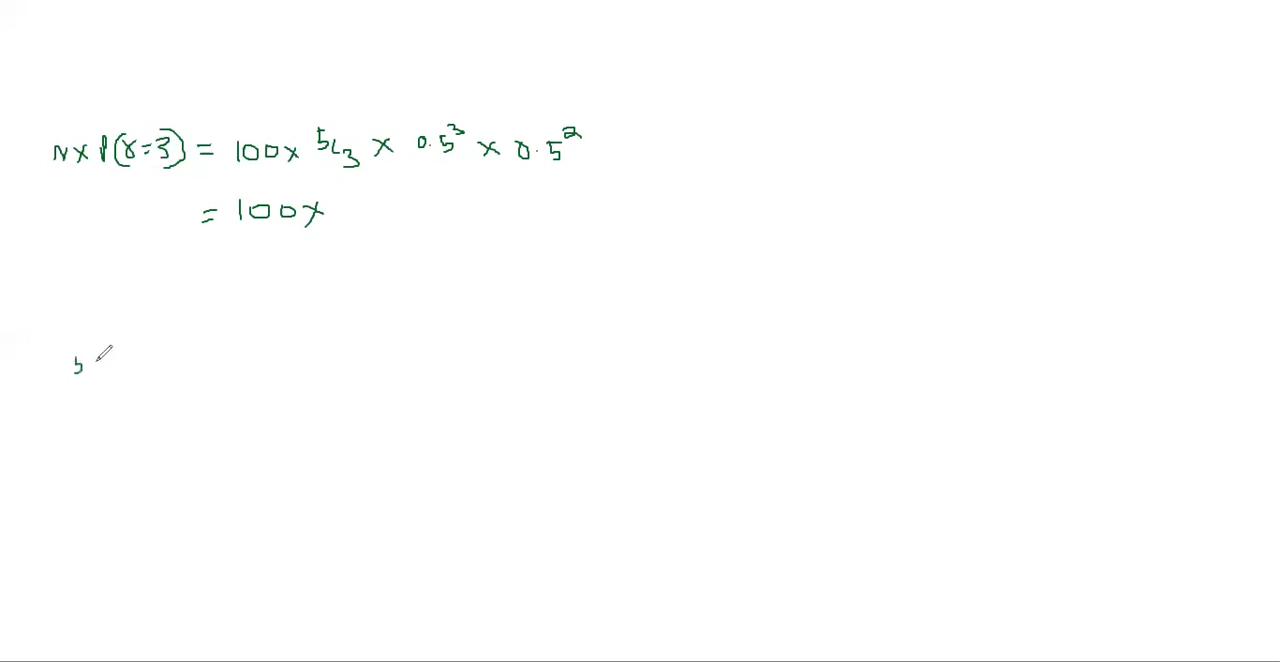 N × P(r=3) = 100 × ⁵C₃ × 0.5³ × 0.5²
= 100 ×
5